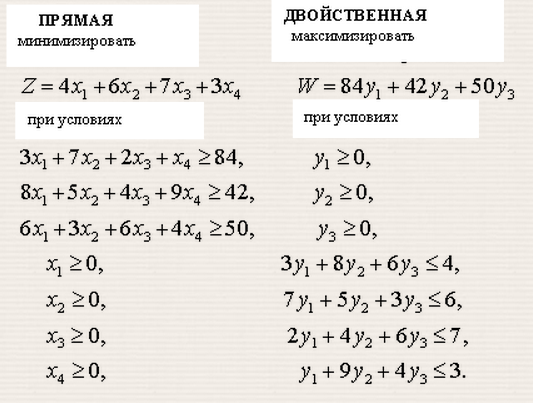 ПРЯМАЯ
минимизировать
Z = 4x₁ + 6x₂ + 7x₃ + 3x₄
при условиях
3x₁ + 7x₂ + 2x₃ + x₄ ≥ 84,
8x₁ + 5x₂ + 4x₃ + 9x₄ ≥ 42,
6x₁ + 3x₂ + 6x₃ + 4x₄ ≥ 50,
x₁ ≥ 0,
x₂ ≥ 0,
x₃ ≥ 0,
x₄ ≥ 0,
ДВОЙСТВЕННАЯ
максимизировать
W = 84y₁ + 42y₂ + 50y₃
при условиях
y₁ ≥ 0,
y₂ ≥ 0,
y₃ ≥ 0,
3y₁ + 8y₂ + 6y₃ ≤ 4,
7y₁ + 5y₂ + 3y₃ ≤ 6,
2y₁ + 4y₂ + 6y₃ ≤ 7,
y₁ + 9y₂ + 4y₃ ≤ 3.